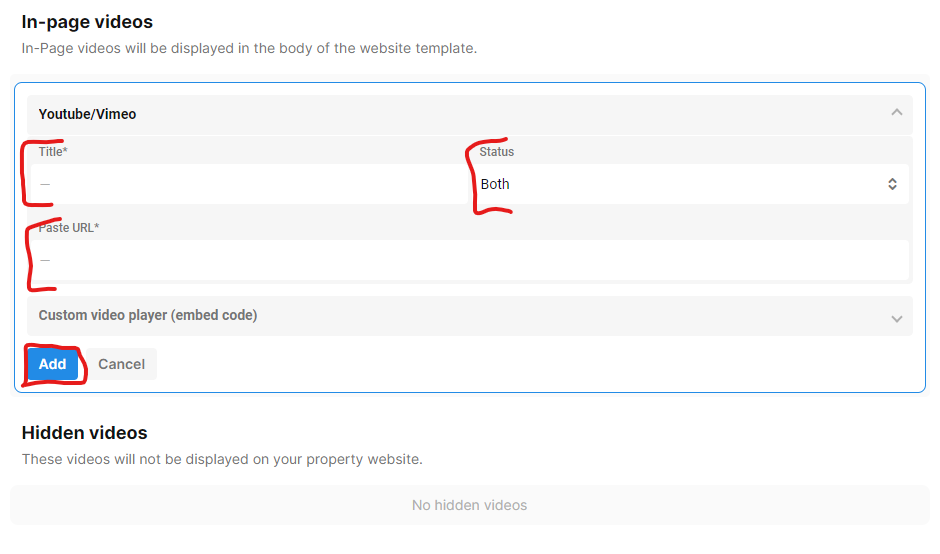 In-page videos
In-Page videos will be displayed in the body of the website template.
Youtube/Vimeo
Title* Status
— Both
Paste URL*
—
Custom video player (embed code)
Add Cancel
Hidden videos
These videos will not be displayed on your property website.
No hidden videos